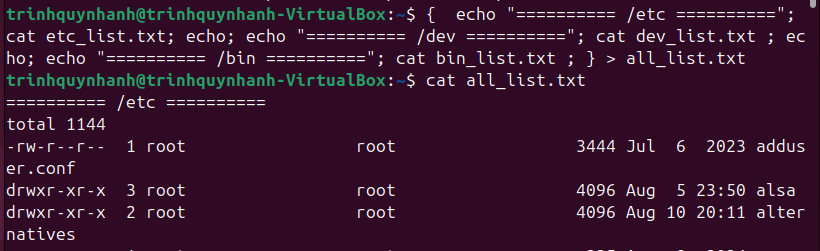 trinhquynhanh@trinhquynhanh-VirtualBox:~$ {  echo "========== /etc ==========";
cat etc_list.txt; echo; echo "========== /dev =========="; cat dev_list.txt ; ec
ho; echo "========== /bin =========="; cat bin_list.txt ; } > all_list.txt
trinhquynhanh@trinhquynhanh-VirtualBox:~$ cat all_list.txt
========== /etc ==========
total 1144
-rw-r--r--  1 root                 root                  3444 Jul  6  2023 addus
er.conf
drwxr-xr-x  3 root                 root                  4096 Aug  5 23:50 alsa
drwxr-xr-x  2 root                 root                  4096 Aug 10 20:11 alter
natives